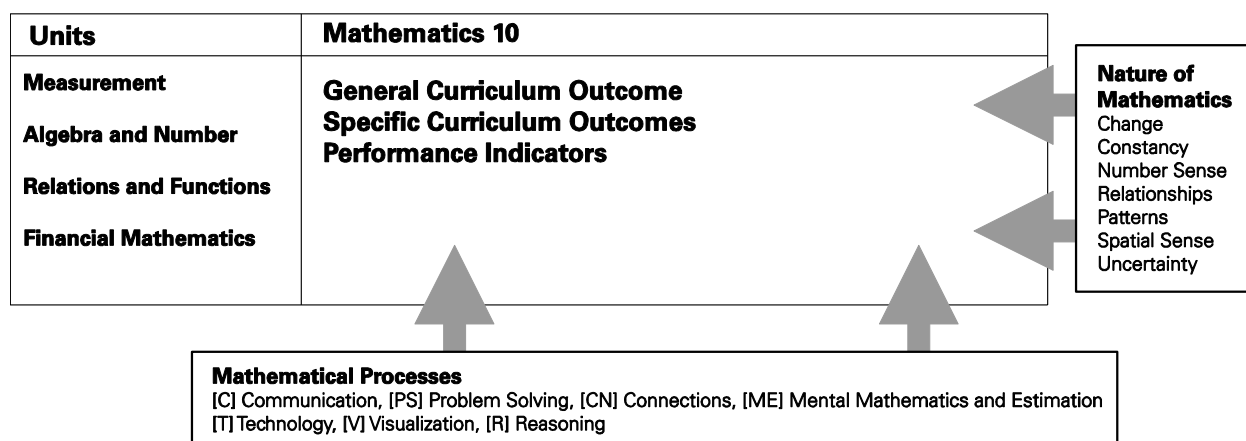 Units
Mathematics 10
Measurement
Algebra and Number
Relations and Functions
Financial Mathematics
General Curriculum Outcome
Specific Curriculum Outcomes
Performance Indicators
Nature of
Mathematics
Change
Constancy
Number Sense
Relationships
Patterns
Spatial Sense
Uncertainty
Mathematical Processes
[C] Communication, [PS] Problem Solving, [CN] Connections, [ME] Mental Mathematics and Estimation
[T] Technology, [V] Visualization, [R] Reasoning